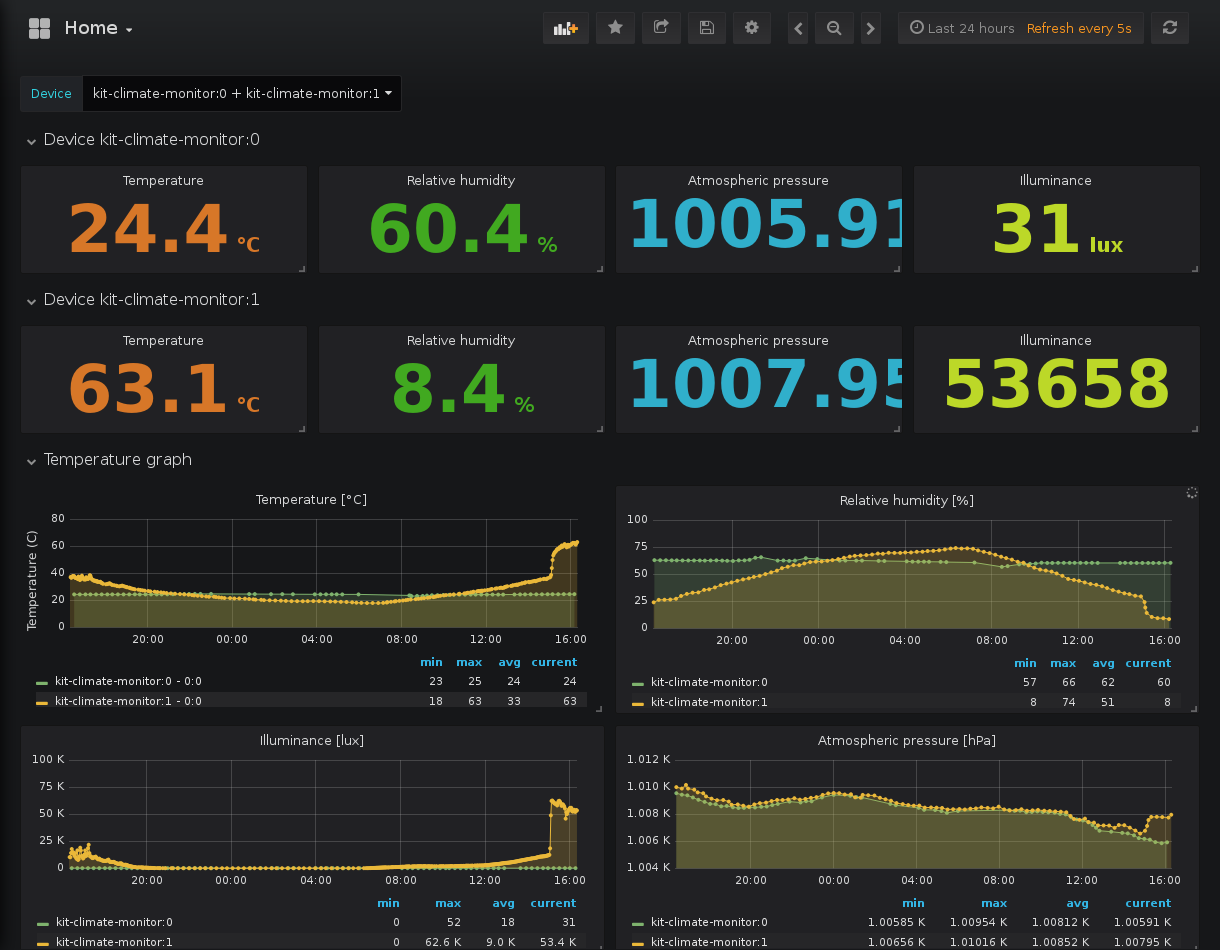 Home
Last 24 hours Refresh every 5s
Device kit-climate-monitor:0 + kit-climate-monitor:1
Device kit-climate-monitor:0
Temperature Relative humidity Atmospheric pressure Illuminance
24.4 °C 60.4 % 1005.91 31 lux
Device kit-climate-monitor:1
Temperature Relative humidity Atmospheric pressure Illuminance
63.1 °C 8.4 % 1007.95 53658
Temperature graph
Temperature [°C]
Temperature (C)
80
60
40
20
0
20:00 00:00 04:00 08:00 12:00 16:00
min max avg current
kit-climate-monitor:0 - 0:0 23 25 24 24
kit-climate-monitor:1 - 0:0 18 63 33 63
Relative humidity [%]
100
75
50
25
0
20:00 00:00 04:00 08:00 12:00 16:00
min max avg current
kit-climate-monitor:0 57 66 62 60
kit-climate-monitor:1 8 74 51 8
Illuminance [lux]
100 K
75 K
50 K
25 K
0
20:00 00:00 04:00 08:00 12:00 16:00
min max avg current
kit-climate-monitor:0 0 52 18 31
kit-climate-monitor:1 0 62.6 K 9.0 K 53.4 K
Atmospheric pressure [hPa]
1.012 K
1.010 K
1.008 K
1.006 K
1.004 K
20:00 00:00 04:00 08:00 12:00 16:00
min max avg current
kit-climate-monitor:0 1.00585 K 1.00954 K 1.00812 K 1.00591 K
kit-climate-monitor:1 1.00656 K 1.01016 K 1.00852 K 1.00795 K